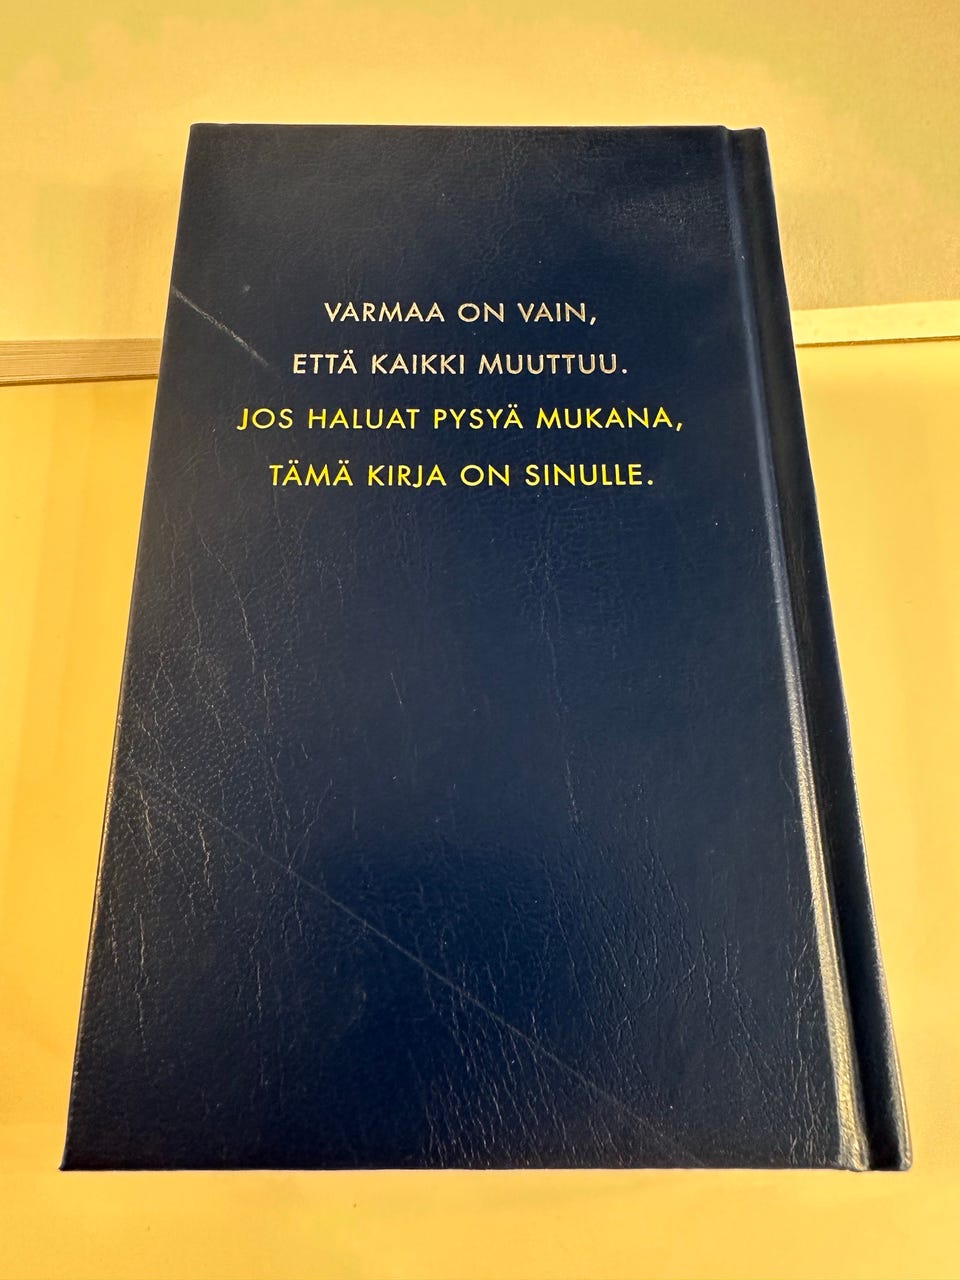 VARMAA ON VAIN,
ETTÄ KAIKKI MUUTTUU.
JOS HALUAT PYSYÄ MUKANA,
TÄMÄ KIRJA ON SINULLE.